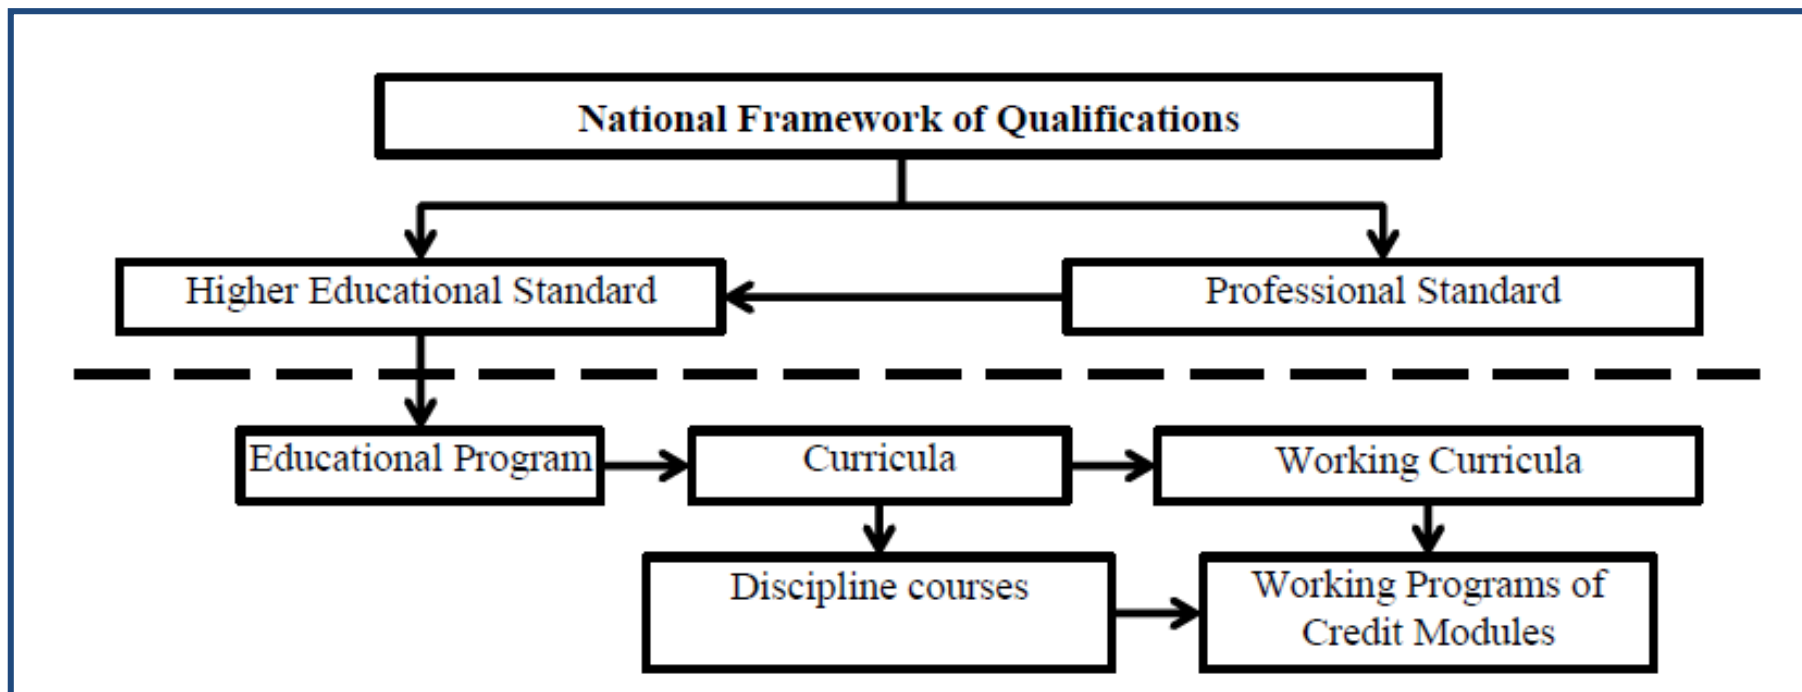 National Framework of Qualifications
Higher Educational Standard
Professional Standard
Educational Program
Curricula
Working Curricula
Discipline courses
Working Programs of
Credit Modules